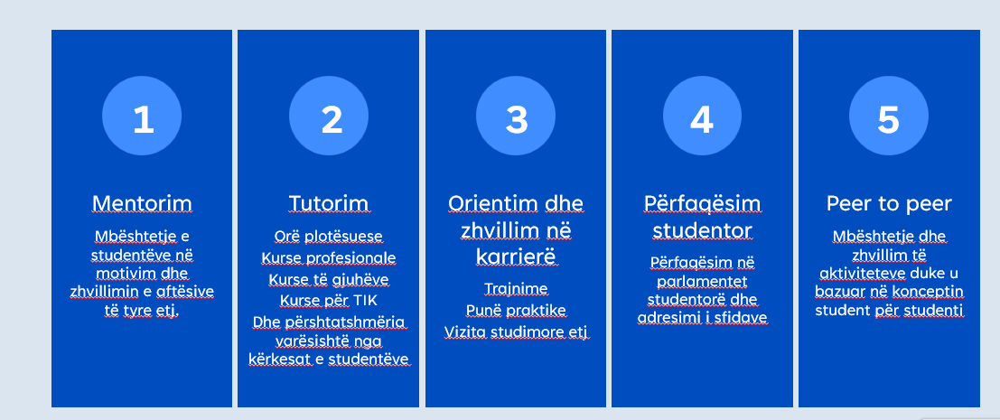 1
Mentorim
Mbështetje e
studentëve në
motivim dhe
zhvillimin e aftësive
të tyre etj.
2
Tutorim
Orë plotësuese
Kurse profesionale
Kurse të gjuhëve
Kurse për TIK
Dhe përshtatshmëria
varësishtë nga
kërkesat e studentëve
3
Orientim dhe
zhvillim në
karrierë
Trajnime
Punë praktike
Vizita studimore etj
4
Përfaqësim
studentor
Përfaqësim në
parlamentet
studentorë dhe
adresimi i sfidave
5
Peer to peer
Mbështetje dhe
zhvillim të
aktiviteteve duke u
bazuar në konceptin
student për studenti